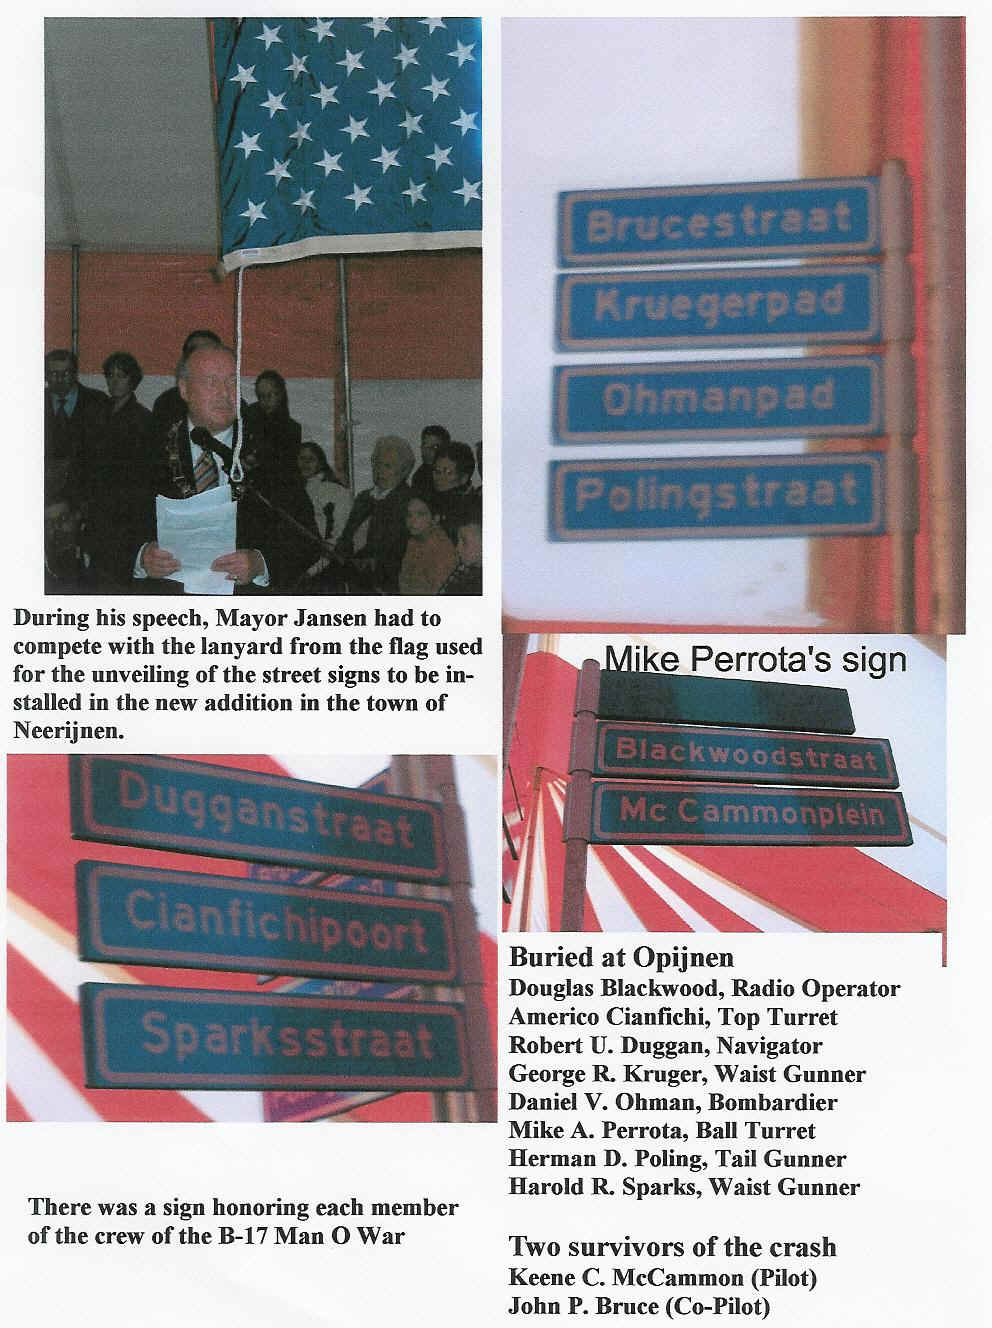 During his speech, Mayor Jansen had to
compete with the lanyard from the flag used
for the unveiling of the street signs to be in-
stalled in the new addition in the town of
Neerijnen.
Brucestraat
Kruegerpad
Ohmanpad
Polingstraat
Mike Perrota's sign
Blackwoodstraat
Mc Cammonplein
Dugganstraat
Cianfichipoort
Sparksstraat
There was a sign honoring each member
of the crew of the B-17 Man O War
Buried at Opijnen
Douglas Blackwood, Radio Operator
Americo Cianfichi, Top Turret
Robert U. Duggan, Navigator
George R. Kruger, Waist Gunner
Daniel V. Ohman, Bombardier
Mike A. Perrota, Ball Turret
Herman D. Poling, Tail Gunner
Harold R. Sparks, Waist Gunner
Two survivors of the crash
Keene C. McCammon (Pilot)
John P. Bruce (Co-Pilot)